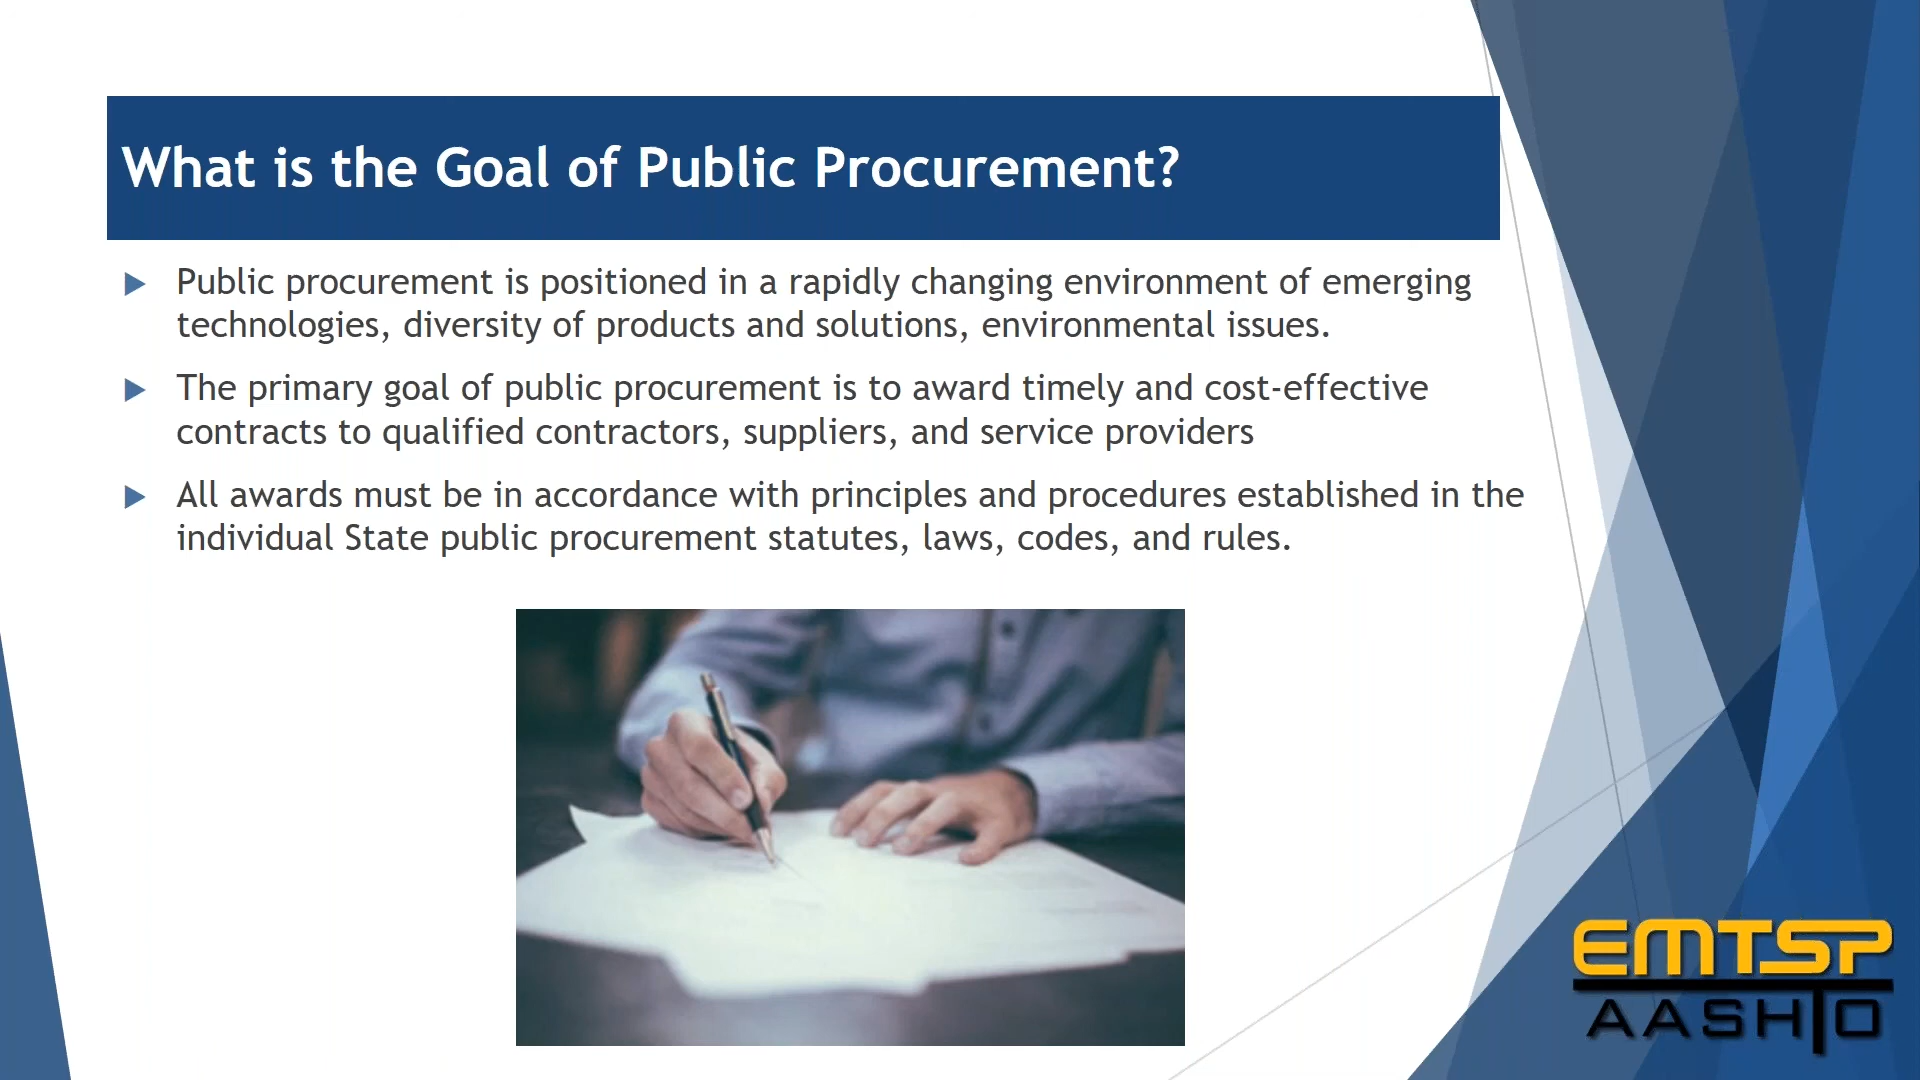 What is the Goal of Public Procurement?
Public procurement is positioned in a rapidly changing environment of emerging
technologies, diversity of products and solutions, environmental issues.
The primary goal of public procurement is to award timely and cost-effective
contracts to qualified contractors, suppliers, and service providers
All awards must be in accordance with principles and procedures established in the
individual State public procurement statutes, laws, codes, and rules.
EMTSP
AASHTO